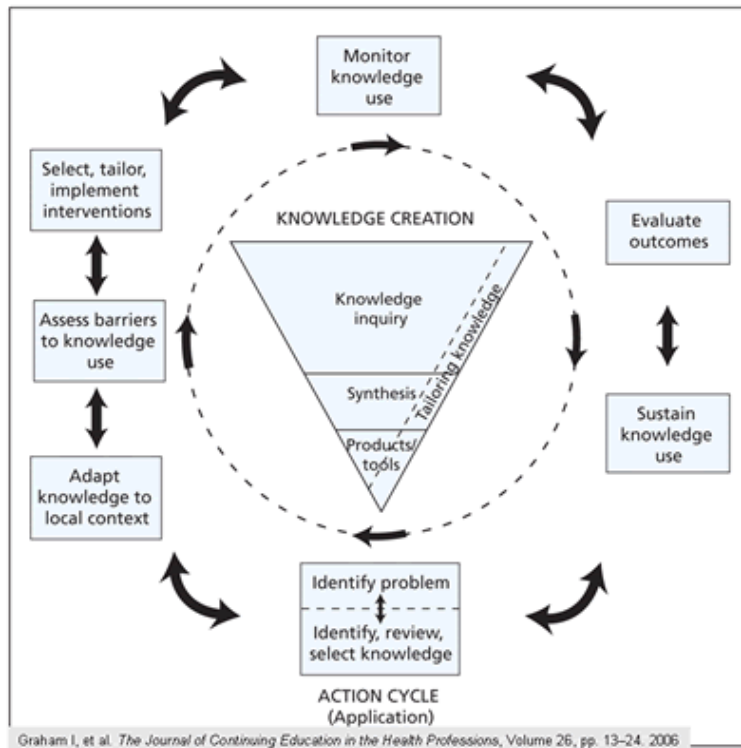 Monitor
knowledge
use
Select, tailor,
implement
interventions
KNOWLEDGE CREATION
Evaluate
outcomes
Knowledge
inquiry
Tailoring knowledge
Assess barriers
to knowledge
use
Synthesis
Products/
tools
Sustain
knowledge
use
Adapt
knowledge to
local context
Identify problem
Identify, review,
select knowledge
ACTION CYCLE
(Application)
Graham I, et al. The Journal of Continuing Education in the Health Professions, Volume 26, pp. 13–24, 2006